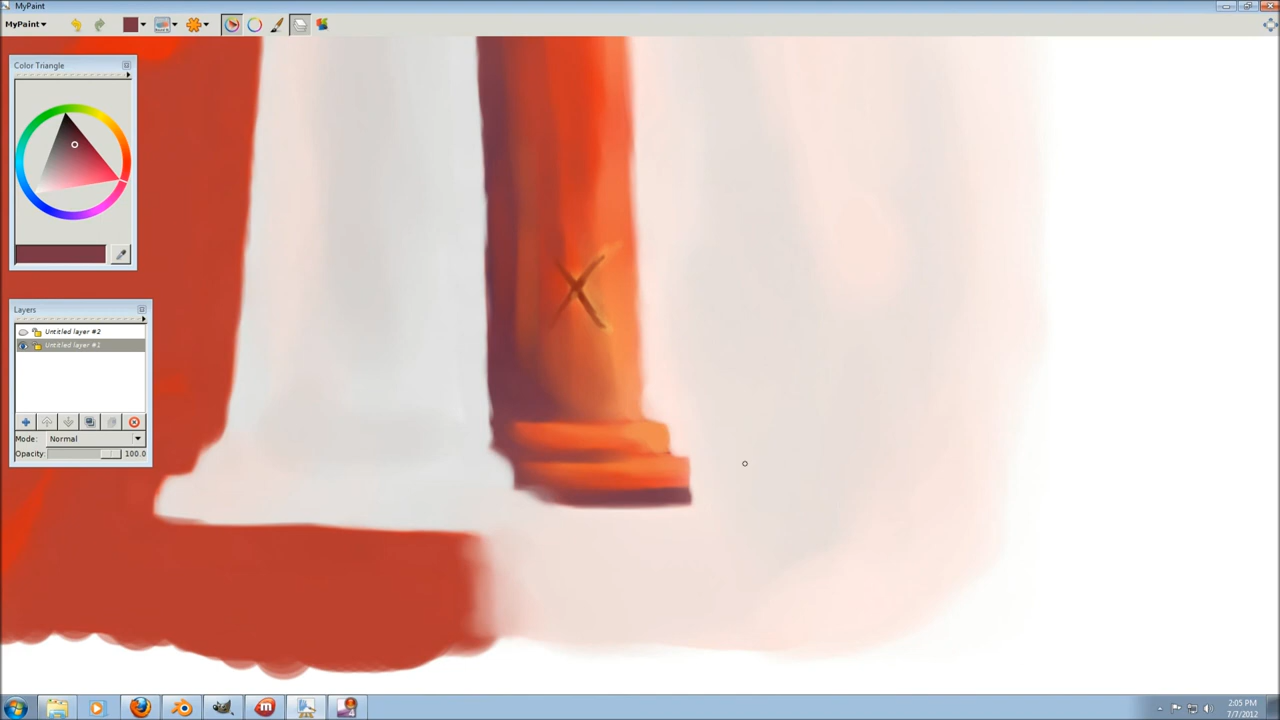 MyPaint
MyPaint
Color Triangle
Layers
Untitled layer #2
Untitled layer #1
Mode: Normal
Opacity: 100.0
2:05 PM
7/7/2012